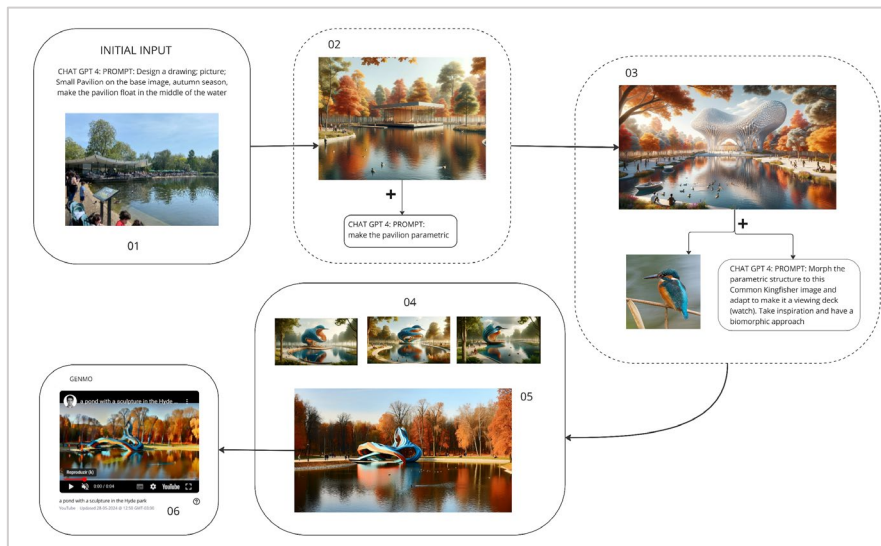 INITIAL INPUT
CHAT GPT 4: PROMPT: Design a drawing; picture;
Small Pavilion on the base image, autumn season,
make the pavilion float in the middle of the water
01
02
CHAT GPT 4: PROMPT:
make the pavilion parametric
03
CHAT GPT 4: PROMPT: Morph the
parametric structure to this
Common Kingfisher image and
adapt to make it a viewing deck
(watch). Take inspiration and have a
biomorphic approach
04
05
GENMO
a pond with a sculpture in the Hyde ...
Reproducir (k)
0:00 / 0:04
YouTube
a pond with a sculpture in the Hyde park
06